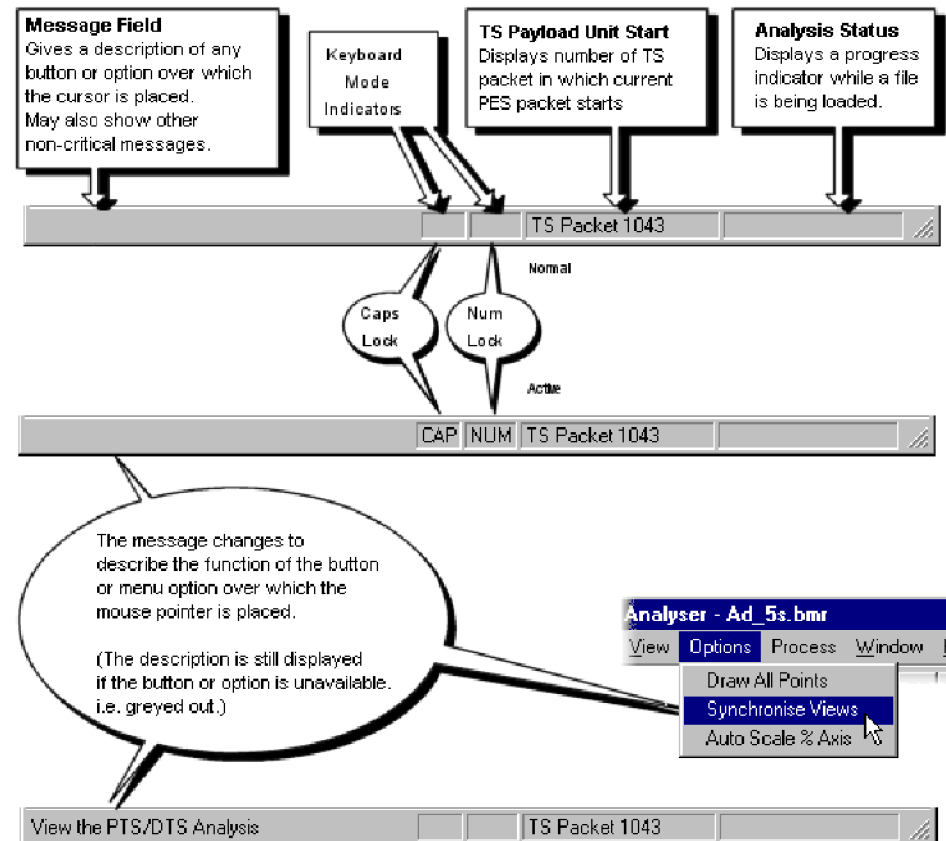 Message Field
Gives a description of any
button or option over which
the cursor is placed.
May also show other
non-critical messages.
Keyboard
Mode
Indicators
TS Payload Unit Start
Displays number of TS
packet in which current
PES packet starts
Analysis Status
Displays a progress
indicator while a file
is being loaded.
TS Packet 1043
Normal
Caps
Lock
Num
Lock
Active
CAP NUM TS Packet 1043
The message changes to
describe the function of the button
or menu option over which the
mouse pointer is placed.
(The description is still displayed
if the button or option is unavailable.
i.e. greyed out.)
Analyser - Ad_5s.bmr
View Options Process Window
Draw All Points
Synchronise Views
Auto Scale % Axis
View the PTS/DTS Analysis TS Packet 1043